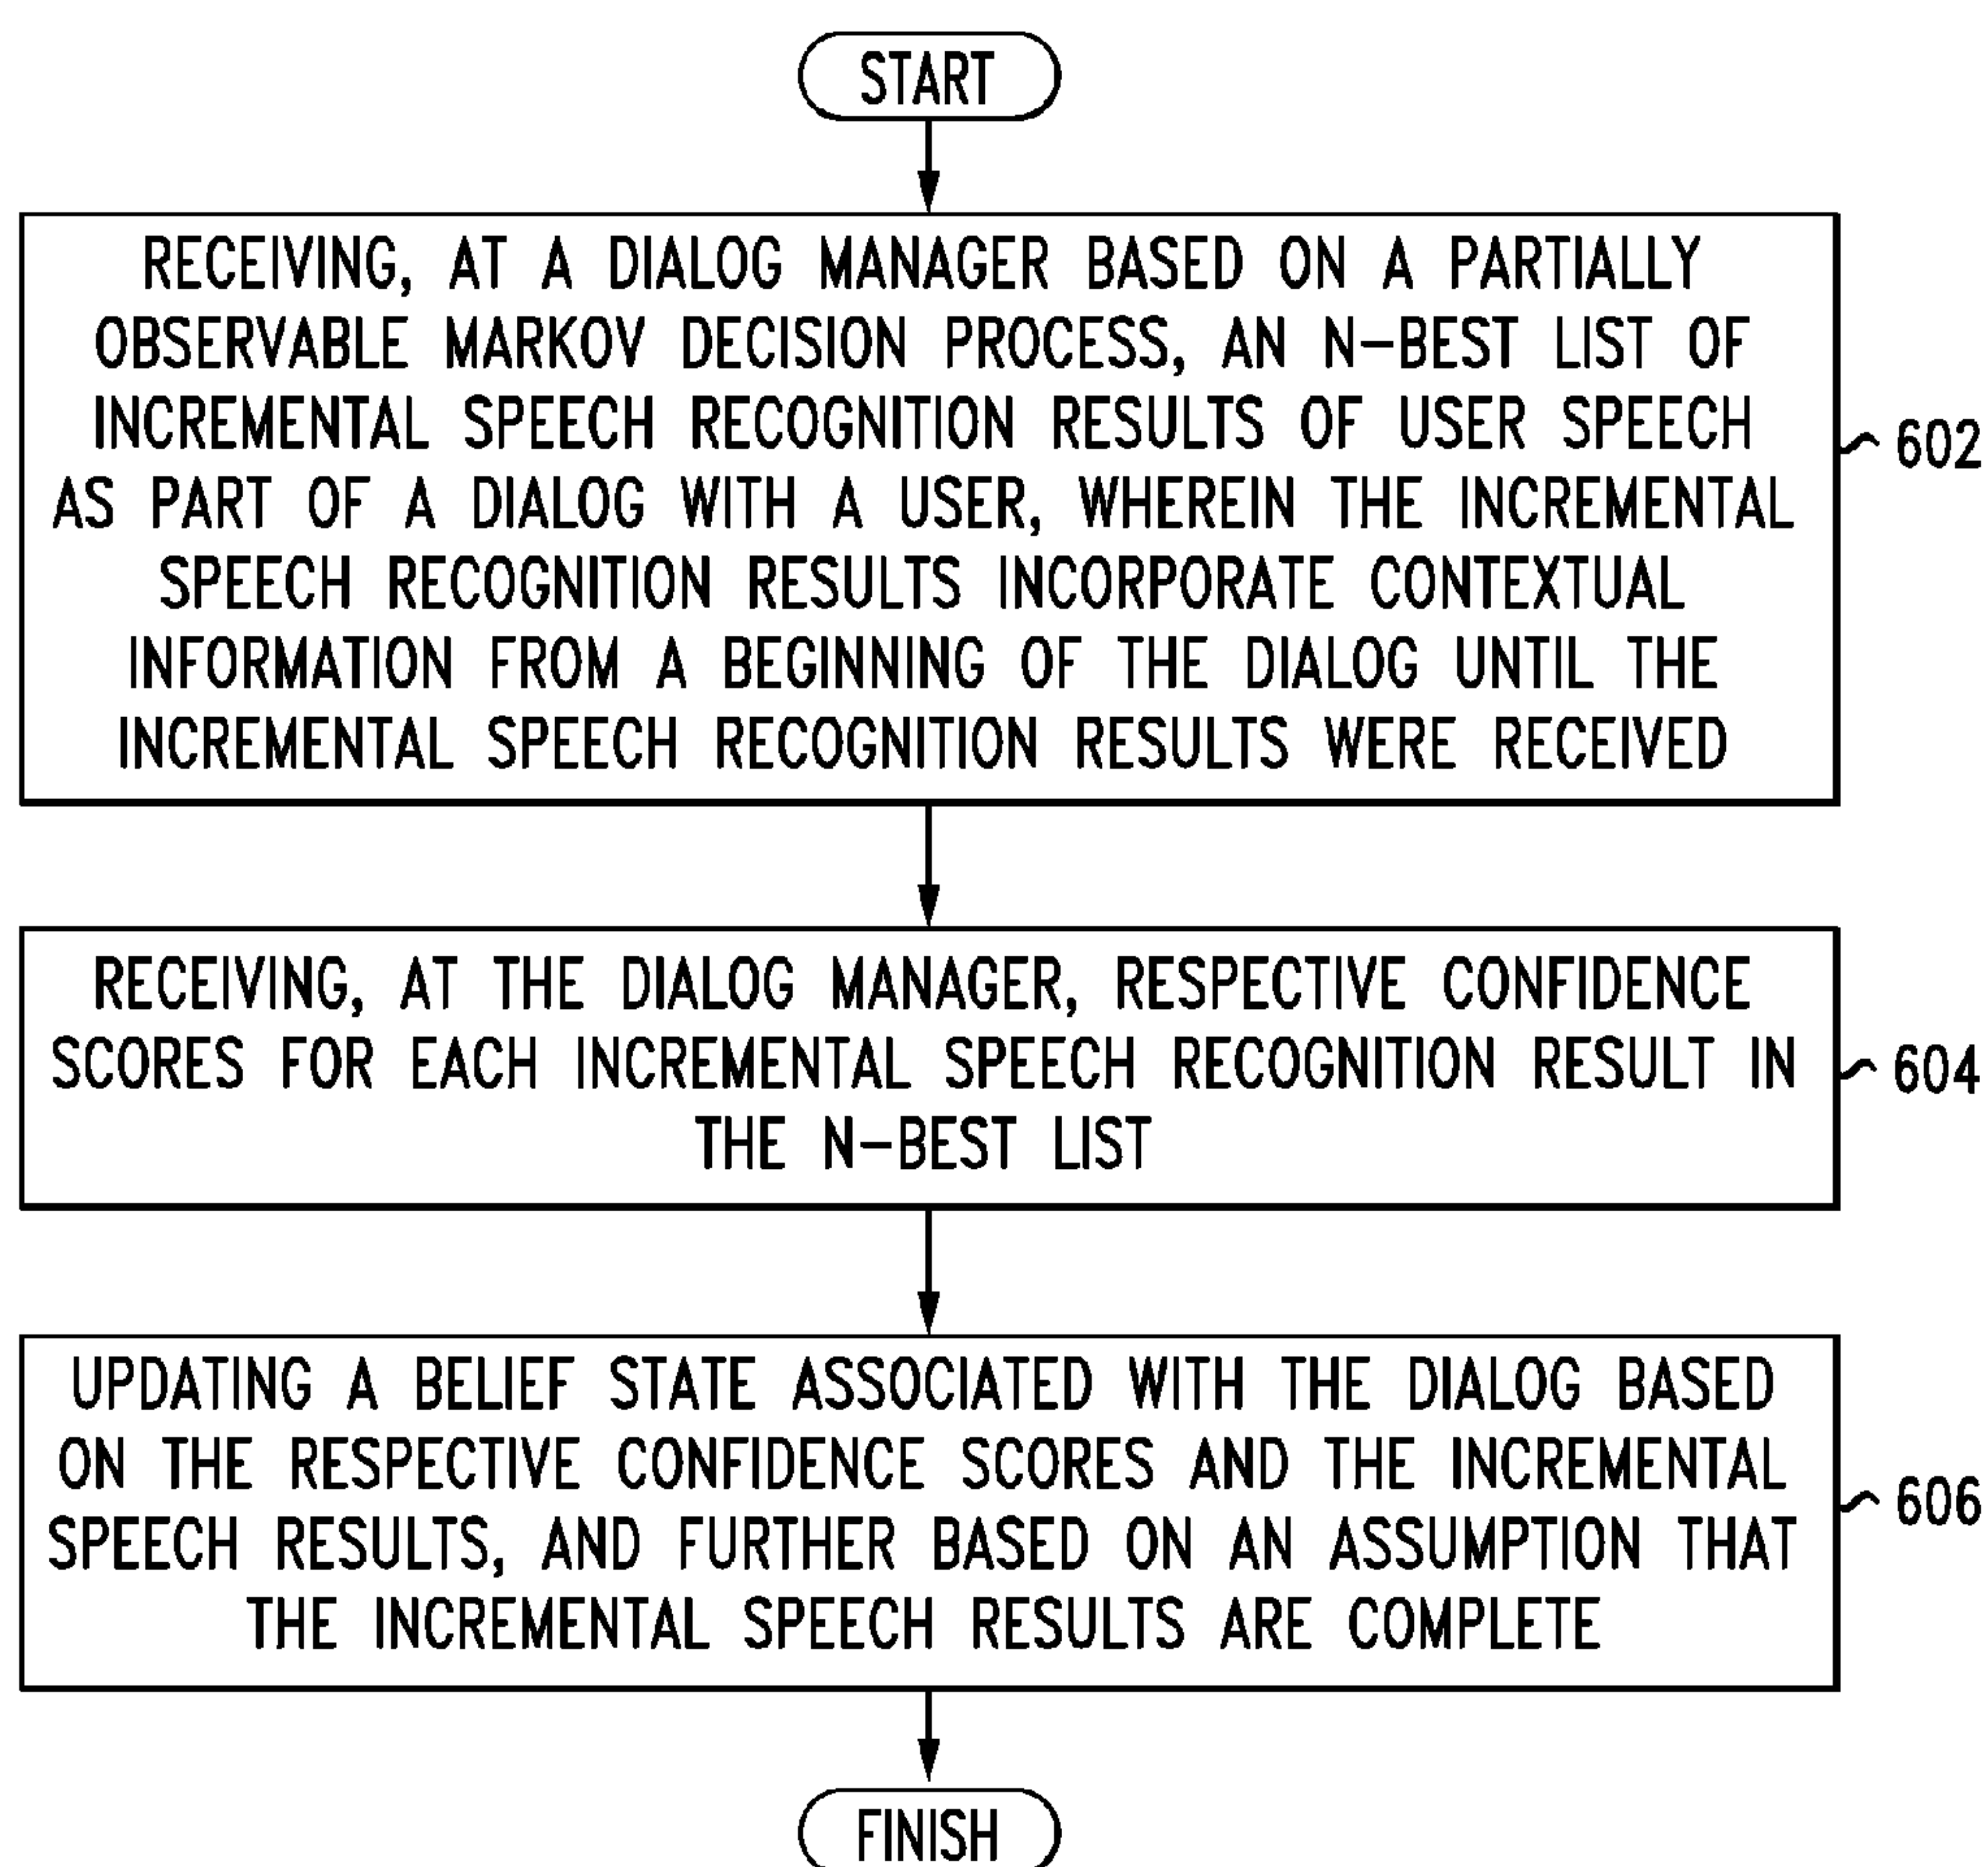 START
RECEIVING, AT A DIALOG MANAGER BASED ON A PARTIALLY
OBSERVABLE MARKOV DECISION PROCESS, AN N-BEST LIST OF
INCREMENTAL SPEECH RECOGNITION RESULTS OF USER SPEECH
AS PART OF A DIALOG WITH A USER, WHEREIN THE INCREMENTAL
SPEECH RECOGNITION RESULTS INCORPORATE CONTEXTUAL
INFORMATION FROM A BEGINNING OF THE DIALOG UNTIL THE
INCREMENTAL SPEECH RECOGNITION RESULTS WERE RECEIVED
602
RECEIVING, AT THE DIALOG MANAGER, RESPECTIVE CONFIDENCE
SCORES FOR EACH INCREMENTAL SPEECH RECOGNITION RESULT IN
THE N-BEST LIST
604
UPDATING A BELIEF STATE ASSOCIATED WITH THE DIALOG BASED
ON THE RESPECTIVE CONFIDENCE SCORES AND THE INCREMENTAL
SPEECH RESULTS, AND FURTHER BASED ON AN ASSUMPTION THAT
THE INCREMENTAL SPEECH RESULTS ARE COMPLETE
606
FINISH